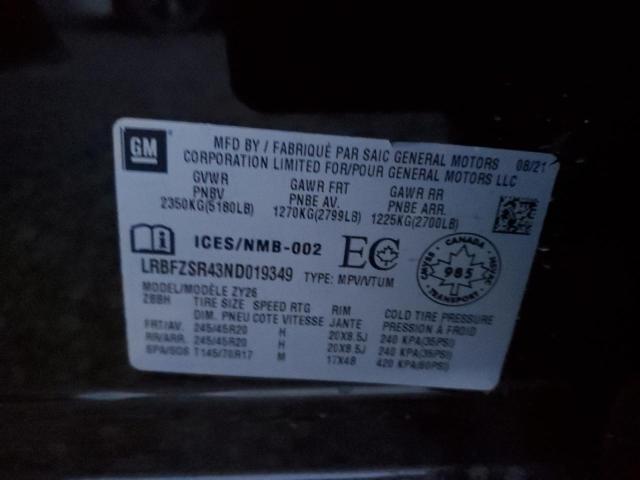 GM
MFD BY / FABRIQUÉ PAR SAIC GENERAL MOTORS 08/21
CORPORATION LIMITED FOR/POUR GENERAL MOTORS LLC
GVWR GAWR FRT GAWR RR
PNBV PNBE AV. PNBE ARR.
2350KG(5180LB) 1270KG(2799LB) 1225KG(2700LB)
ICES/NMB-002 EC
CANADA
CMVSS 985 NSVAC
TRANSPORT
LRBFZSR43ND019349 TYPE: MPV/VTUM
MODEL/MODÈLE ZY26
ZBBH TIRE SIZE SPEED RTG RIM COLD TIRE PRESSURE
DIM. PNEU COTE VITESSE JANTE PRESSION À FROID
FRT/AV. 245/45R20 H 20X8.5J 240 KPA(35PSI)
RR/ARR. 245/45R20 H 20X8.5J 240 KPA(35PSI)
SPA/SOS T145/70R17 M 17X4B 420 KPA(60PSI)